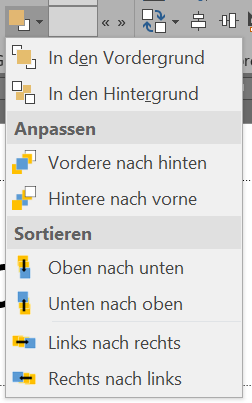 « »
In den Vordergrund
In den Hintergrund
Anpassen
Vordere nach hinten
Hintere nach vorne
Sortieren
Oben nach unten
Unten nach oben
Links nach rechts
Rechts nach links